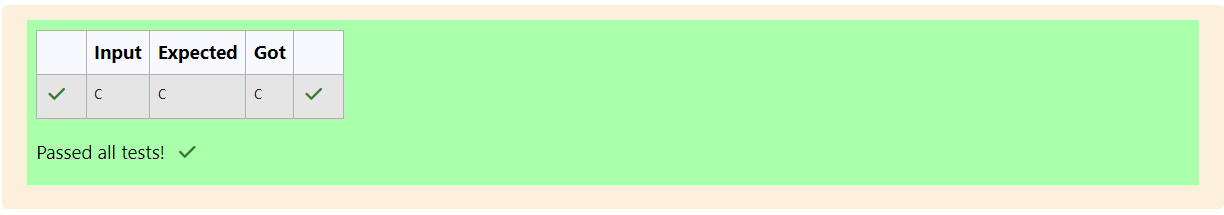 Input Expected Got
C C C
Passed all tests!